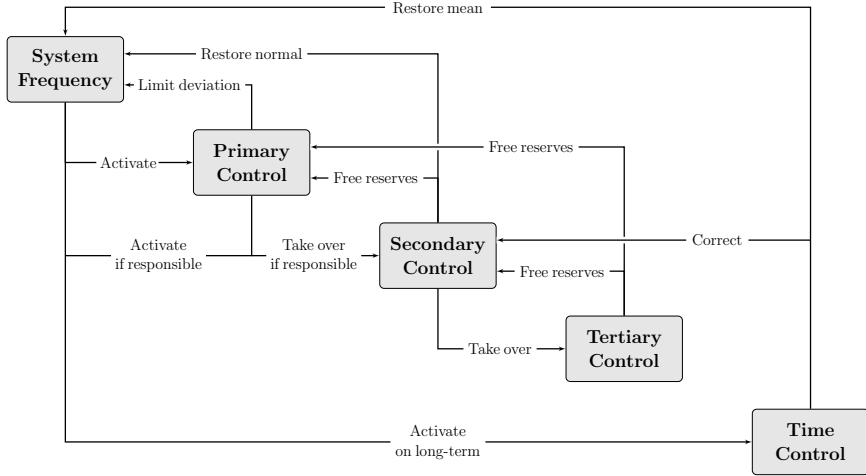 Restore mean
System
Frequency
Restore normal
Limit deviation
Primary
Control
Activate
Free reserves
Free reserves
Activate
if responsible
Take over
if responsible
Secondary
Control
Correct
Free reserves
Take over
Tertiary
Control
Activate
on long-term
Time
Control